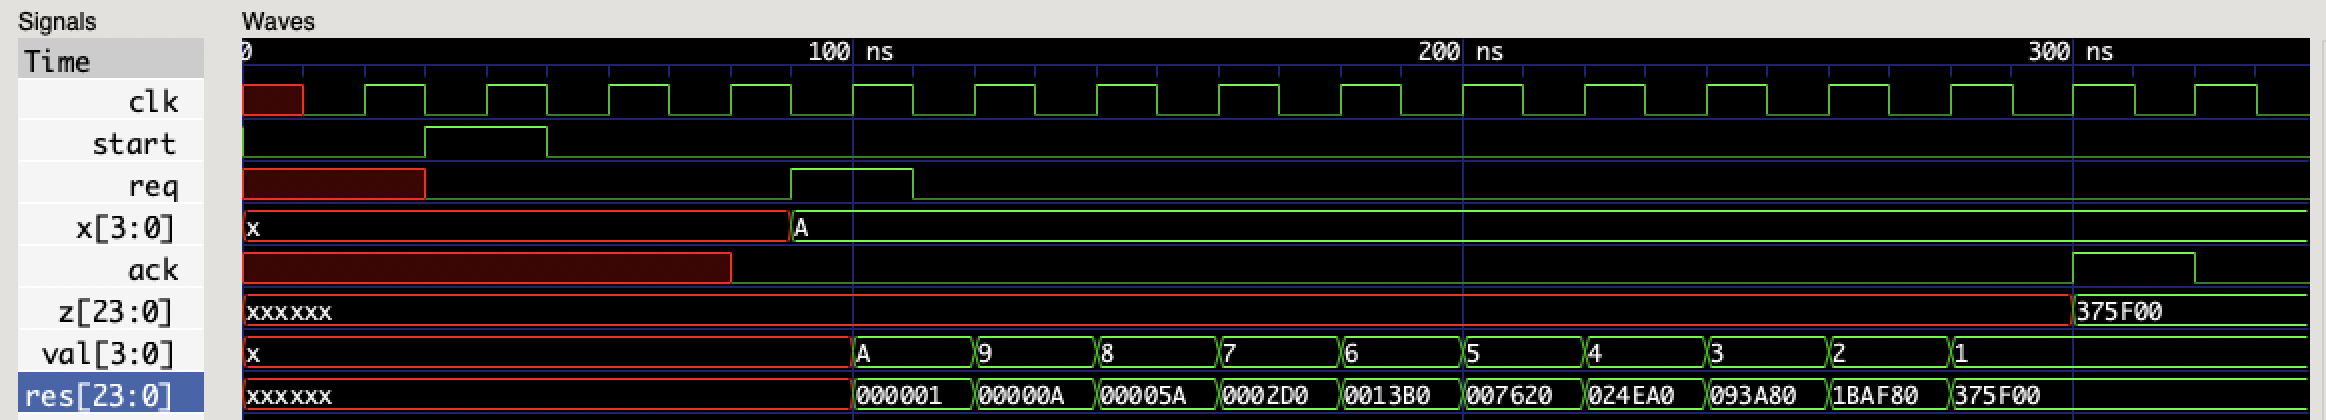 Signals Waves
Time 0 100 ns 200 ns 300 ns
clk
start
req
x[3:0] x A
ack
z[23:0] xxxxxx 375F00
val[3:0] x A 9 8 7 6 5 4 3 2 1
res[23:0] xxxxxx 000001 00000A 00005A 0002D0 0013B0 007620 024EA0 093A80 1BAF80 375F00